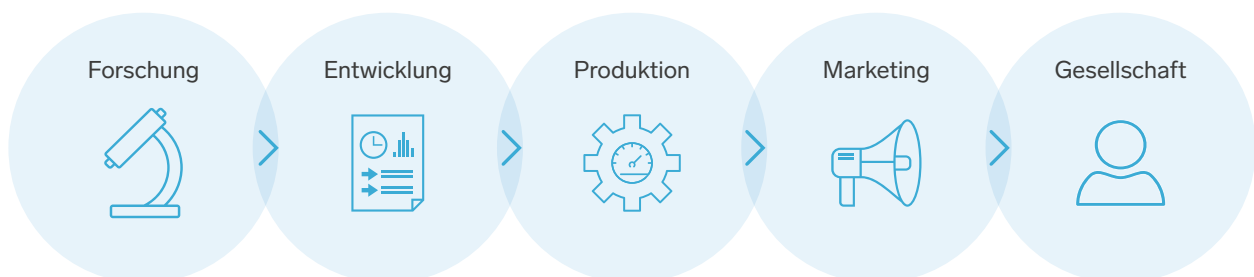 Forschung
Entwicklung
Produktion
Marketing
Gesellschaft